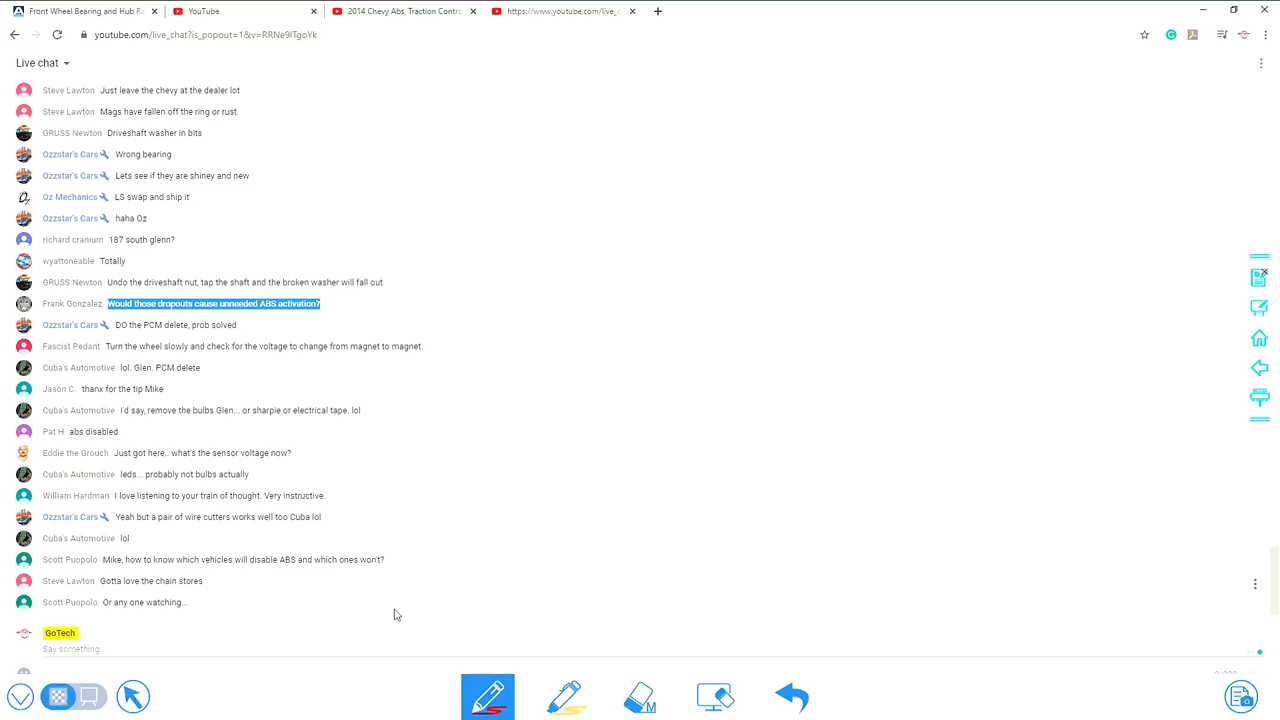 Front Wheel Bearing and Hub R
YouTube
2014 Chevy Abs, Traction Contro
https://www.youtube.com/live_c
youtube.com/live_chat?is_popout=1&v=RRNe9ITgoYk
Live chat
Steve Lawton Just leave the chevy at the dealer lot
Steve Lawton Mags have fallen off the ring or rust
GRUSS Newton Driveshaft washer in bits
Ozzstar's Cars Wrong bearing
Ozzstar's Cars Lets see if they are shiney and new
Oz Mechanics LS swap and ship it
Ozzstar's Cars haha Oz
richard cranium 187 south glenn?
wyattoneable Totally
GRUSS Newton Undo the driveshaft nut, tap the shaft and the broken washer will fall out
Frank Gonzalez Would those dropouts cause unneeded ABS activation?
Ozzstar's Cars DO the PCM delete, prob solved
Fascist Pedant Turn the wheel slowly and check for the voltage to change from magnet to magnet.
Cuba's Automotive lol. Glen. PCM delete
Jason C. thanx for the tip Mike
Cuba's Automotive I'd say, remove the bulbs Glen... or sharpie or electrical tape. lol
Pat H abs disabled
Eddie the Grouch Just got here.. what's the sensor voltage now?
Cuba's Automotive leds... probably not bulbs actually
William Hardman I love listening to your train of thought. Very instructive.
Ozzstar's Cars Yeah but a pair of wire cutters works well too Cuba lol
Cuba's Automotive lol
Scott Puopolo Mike, how to know which vehicles will disable ABS and which ones won't?
Steve Lawton Gotta love the chain stores
Scott Puopolo Or any one watching...
GoTech
Say something
M